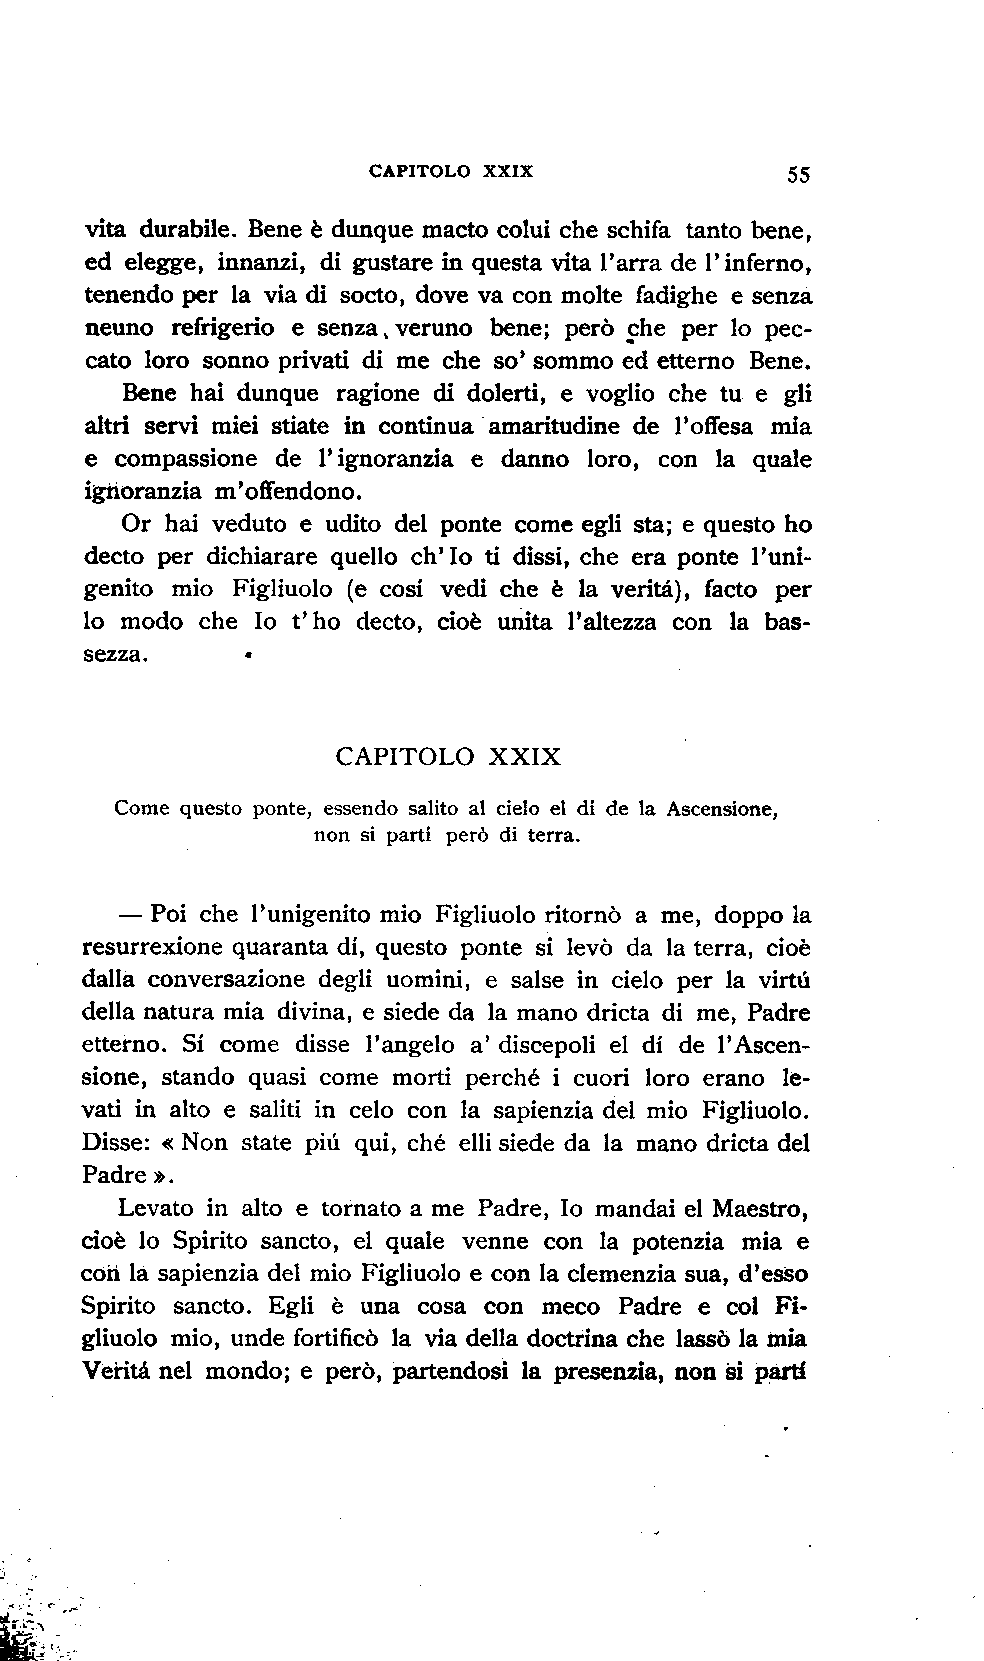 CAPITOLO XXIX 55
vita durabile. Bene è dunque macto colui che schifa tanto bene,
ed elegge, innanzi, di gustare in questa vita l'arra de l'inferno,
tenendo per la via di socto, dove va con molte fadighe e senza
neuno refrigerio e senza veruno bene; però che per lo pec-
cato loro sonno privati di me che so' sommo ed etterno Bene.
Bene hai dunque ragione di dolerti, e voglio che tu e gli
altri servi miei stiate in continua amaritudine de l'offesa mia
e compassione de l'ignoranzia e danno loro, con la quale
ignoranzia m'offendono.
Or hai veduto e udito del ponte come egli sta; e questo ho
decto per dichiarare quello ch'Io ti dissi, che era ponte l'uni-
genito mio Figliuolo (e cosí vedi che è la veritá), facto per
lo modo che Io t'ho decto, cioè unita l'altezza con la bas-
sezza.
CAPITOLO XXIX
Come questo ponte, essendo salito al cielo el dí de la Ascensione,
non si partí però di terra.
— Poi che l'unigenito mio Figliuolo ritornò a me, doppo la
resurrexione quaranta dí, questo ponte si levò da la terra, cioè
dalla conversazione degli uomini, e salse in cielo per la virtú
della natura mia divina, e siede da la mano dricta di me, Padre
etterno. Sí come disse l'angelo a' discepoli el dí de l'Ascen-
sione, stando quasi come morti perché i cuori loro erano le-
vati in alto e saliti in celo con la sapienzia del mio Figliuolo.
Disse: « Non state piú qui, ché elli siede da la mano dricta del
Padre ».
Levato in alto e tornato a me Padre, Io mandai el Maestro,
cioè lo Spirito sancto, el quale venne con la potenzia mia e
con la sapienzia del mio Figliuolo e con la clemenzia sua, d'esso
Spirito sancto. Egli è una cosa con meco Padre e col Fi-
gliuolo mio, unde fortificò la via della doctrina che lassò la mia
Veritá nel mondo; e però, partendosi la presenzia, non si partí